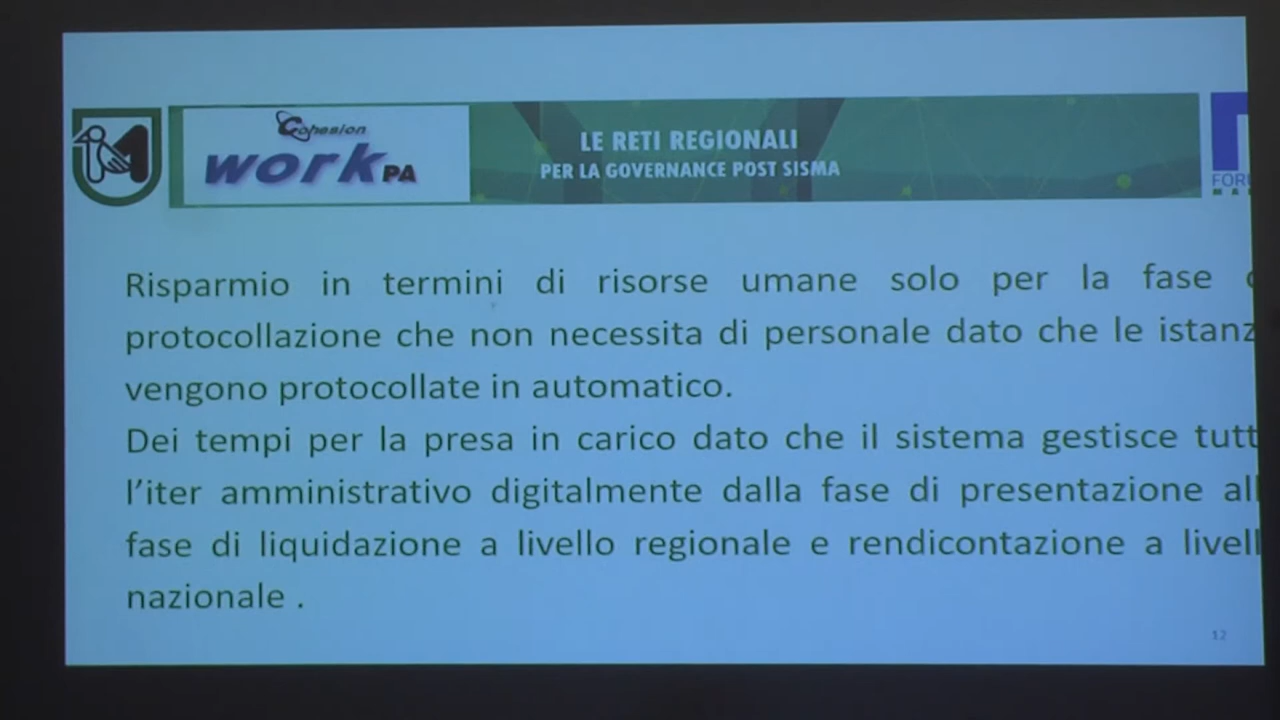 Cohesion
work PA
LE RETI REGIONALI
PER LA GOVERNANCE POST SISMA
FORU
Risparmio in termini di risorse umane solo per la fase
protocollazione che non necessita di personale dato che le istanz
vengono protocollate in automatico.
Dei tempi per la presa in carico dato che il sistema gestisce tutt
l'iter amministrativo digitalmente dalla fase di presentazione all
fase di liquidazione a livello regionale e rendicontazione a livell
nazionale .
12